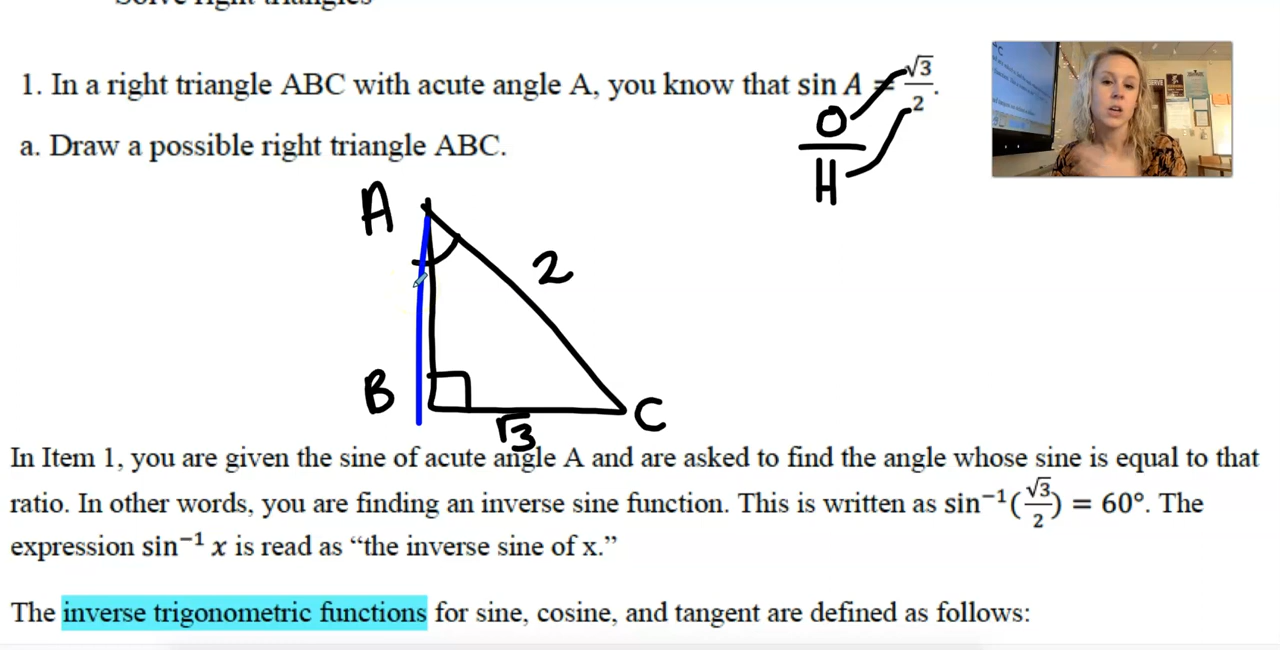 1. In a right triangle ABC with acute angle A, you know that sin A = √3/2.
O
H
a. Draw a possible right triangle ABC.
A
2
B
C
√3
In Item 1, you are given the sine of acute angle A and are asked to find the angle whose sine is equal to that
ratio. In other words, you are finding an inverse sine function. This is written as sin⁻¹(√3/2) = 60°. The
expression sin⁻¹ x is read as “the inverse sine of x.”
The inverse trigonometric functions for sine, cosine, and tangent are defined as follows: